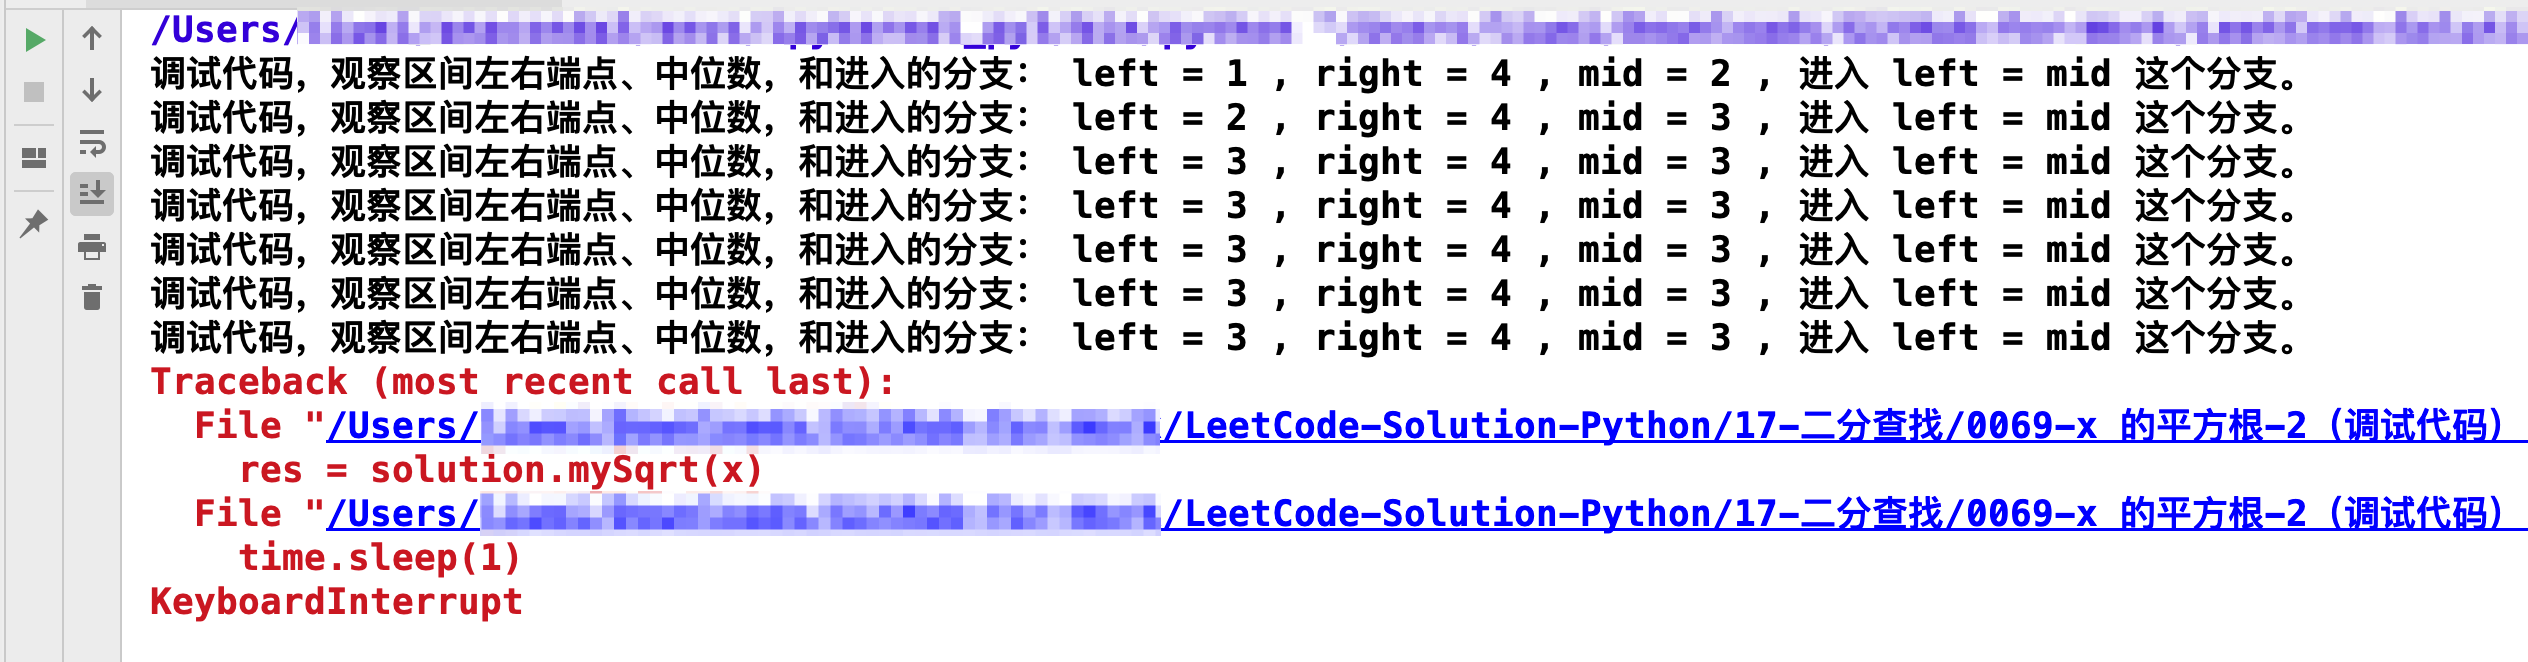 /Users/
调试代码，观察区间左右端点、中位数，和进入的分支： left = 1 , right = 4 , mid = 2 , 进入 left = mid 这个分支。
调试代码，观察区间左右端点、中位数，和进入的分支： left = 2 , right = 4 , mid = 3 , 进入 left = mid 这个分支。
调试代码，观察区间左右端点、中位数，和进入的分支： left = 3 , right = 4 , mid = 3 , 进入 left = mid 这个分支。
调试代码，观察区间左右端点、中位数，和进入的分支： left = 3 , right = 4 , mid = 3 , 进入 left = mid 这个分支。
调试代码，观察区间左右端点、中位数，和进入的分支： left = 3 , right = 4 , mid = 3 , 进入 left = mid 这个分支。
调试代码，观察区间左右端点、中位数，和进入的分支： left = 3 , right = 4 , mid = 3 , 进入 left = mid 这个分支。
调试代码，观察区间左右端点、中位数，和进入的分支： left = 3 , right = 4 , mid = 3 , 进入 left = mid 这个分支。
Traceback (most recent call last):
File "/Users/ /LeetCode-Solution-Python/17-二分查找/0069-x 的平方根-2（调试代码）
res = solution.mySqrt(x)
File "/Users/ /LeetCode-Solution-Python/17-二分查找/0069-x 的平方根-2（调试代码）
time.sleep(1)
KeyboardInterrupt